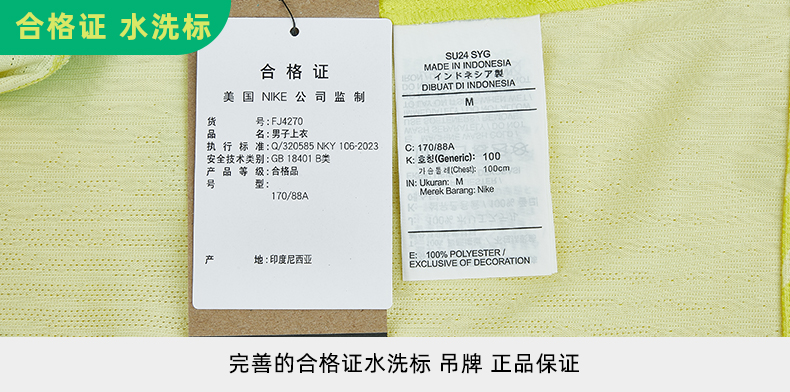 合格证 水洗标
合格证
美国 NIKE 公司监制
货号:FJ4270
品名:男子上衣
执行标准:Q/320585 NKY 106-2023
安全技术类别:GB 18401 B类
产品等级:合格品
号型:
170/88A
产地:印度尼西亚
SU24 SYG
MADE IN INDONESIA
インドネシア製
DIBUAT DI INDONESIA
M
C: 170/88A
K: 호칭(Generic): 100
가슴둘레(Chest): 100cm
IN: Ukuran: M
Merek Barang: Nike
E: 100% POLYESTER /
EXCLUSIVE OF DECORATION
完善的合格证水洗标 吊牌 正品保证